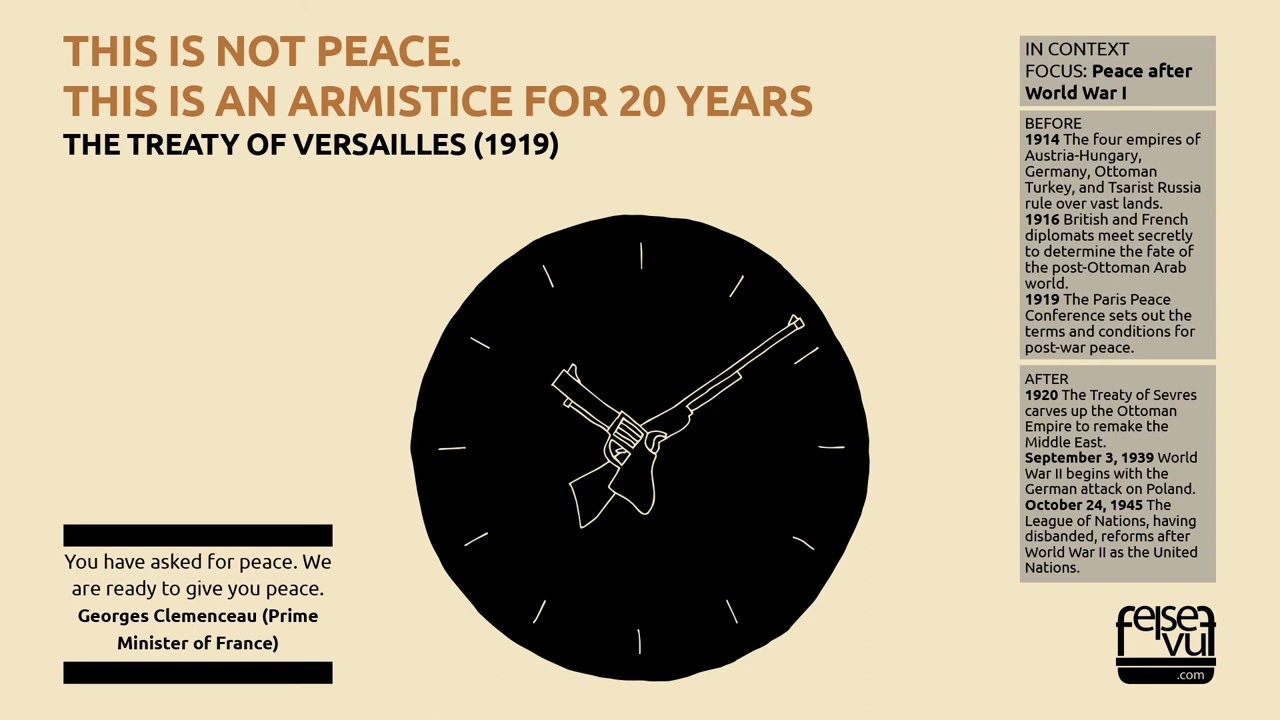 THIS IS NOT PEACE.
THIS IS AN ARMISTICE FOR 20 YEARS
THE TREATY OF VERSAILLES (1919)
You have asked for peace. We
are ready to give you peace.
Georges Clemenceau (Prime
Minister of France)
IN CONTEXT
FOCUS: Peace after
World War I
BEFORE
1914 The four empires of
Austria-Hungary,
Germany, Ottoman
Turkey, and Tsarist Russia
rule over vast lands.
1916 British and French
diplomats meet secretly
to determine the fate of
the post-Ottoman Arab
world.
1919 The Paris Peace
Conference sets out the
terms and conditions for
post-war peace.
AFTER
1920 The Treaty of Sevres
carves up the Ottoman
Empire to remake the
Middle East.
September 3, 1939 World
War II begins with the
German attack on Poland.
October 24, 1945 The
League of Nations, having
disbanded, reforms after
World War II as the United
Nations.
felsef
vuf
.com